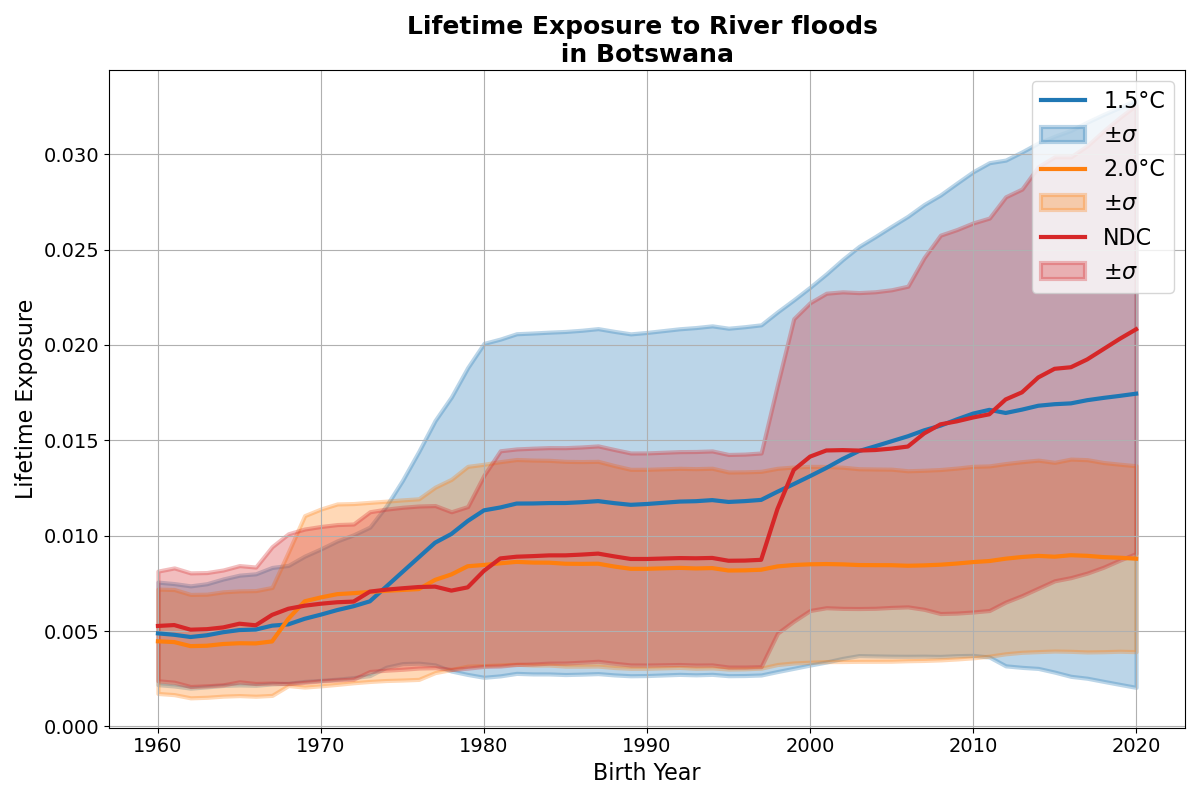 Lifetime Exposure to River floods
in Botswana
Lifetime Exposure
0.030
0.025
0.020
0.015
0.010
0.005
0.000
1960
1970
1980
1990
2000
2010
2020
Birth Year
1.5°C
±σ
2.0°C
±σ
NDC
±σ